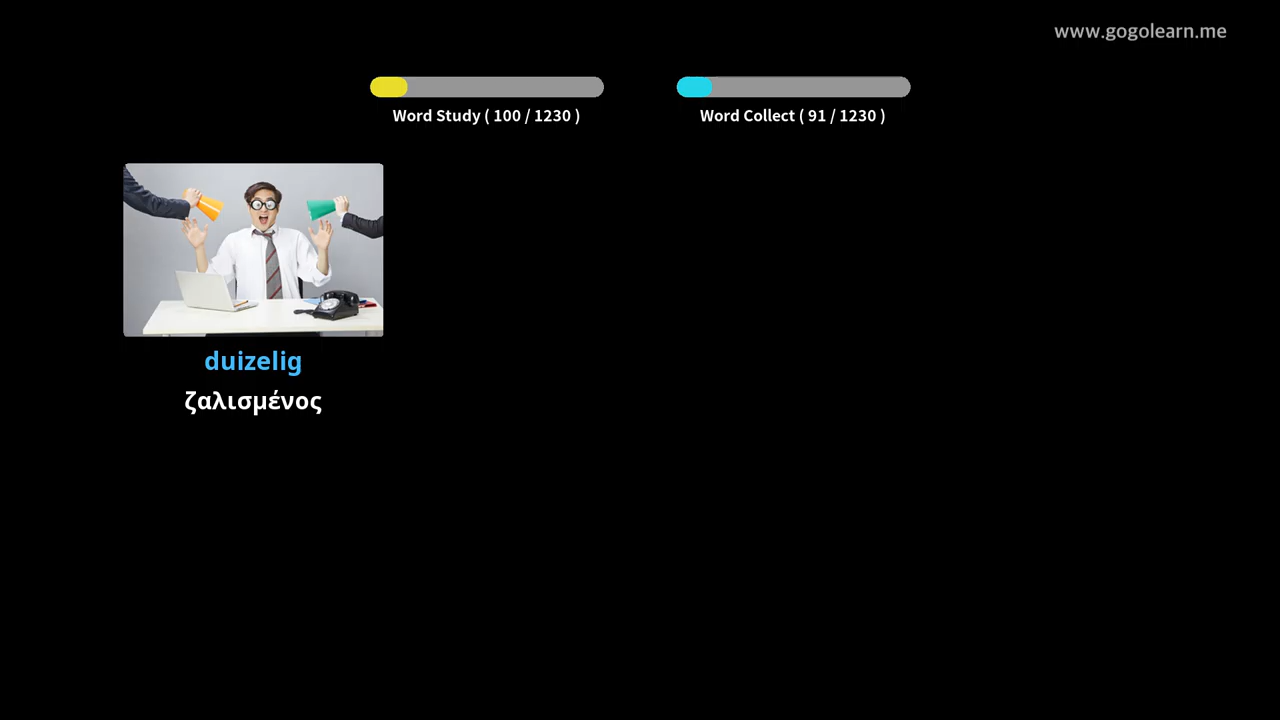 www.gogolearn.me
Word Study ( 100 / 1230 )
Word Collect ( 91 / 1230 )
duizelig
ζαλισμένος